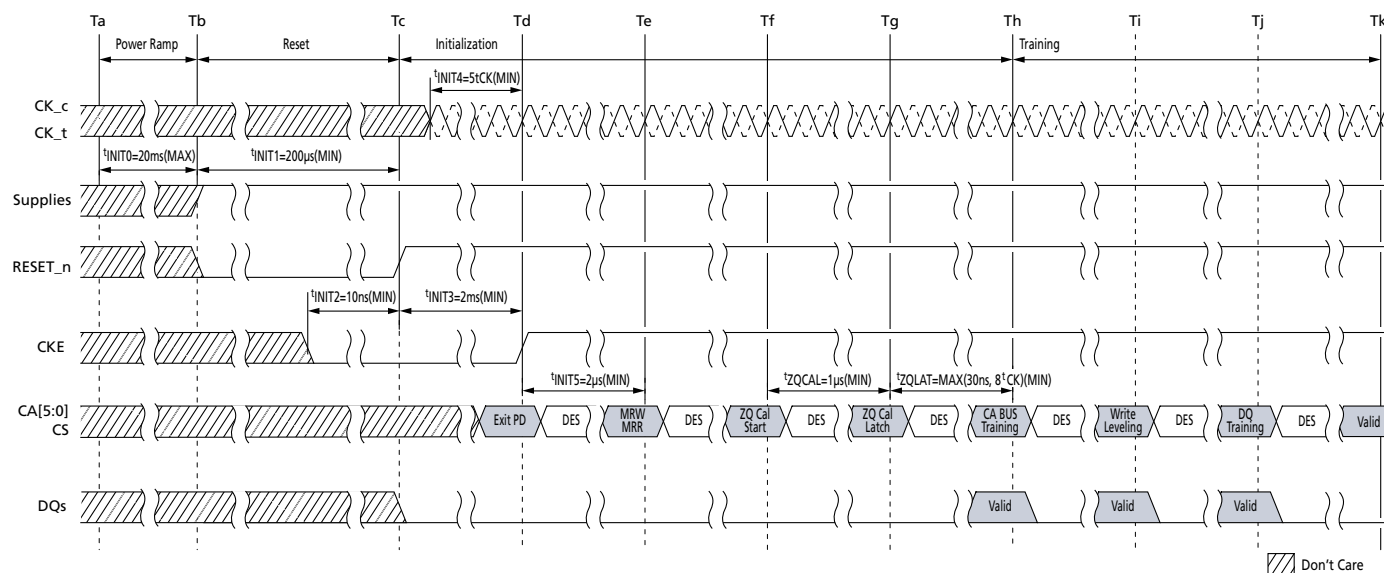 Ta Tb Tc Td Te Tf Tg Th Ti Tj Tk
Power Ramp Reset Initialization Training
tINIT4=5tCK(MIN)
CK_c
CK_t
tINIT0=20ms(MAX) tINIT1=200µs(MIN)
Supplies
RESET_n
tINIT2=10ns(MIN) tINIT3=2ms(MIN)
CKE
tINIT5=2µs(MIN) tZQCAL=1µs(MIN) tZQLAT=MAX(30ns, 8tCK)(MIN)
CA[5:0]
CS
Exit PD DES MRW MRR DES ZQ Cal Start DES ZQ Cal Latch DES CA BUS Training DES Write Leveling DES DQ Training DES Valid
DQs Valid Valid Valid
Don't Care